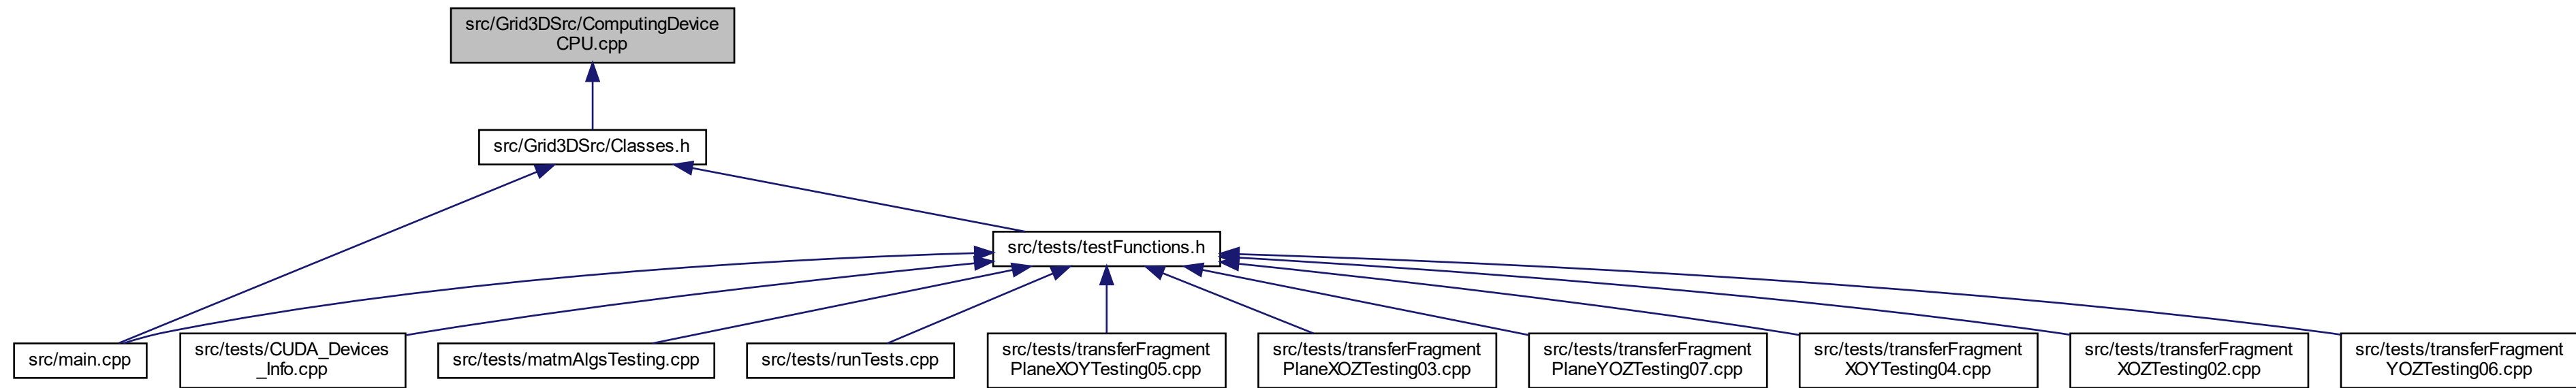 src/Grid3DSrc/ComputingDevice
CPU.cpp
src/Grid3DSrc/Classes.h
src/tests/testFunctions.h
src/main.cpp
src/tests/CUDA_Devices
_Info.cpp
src/tests/matmAlgsTesting.cpp
src/tests/runTests.cpp
src/tests/transferFragment
PlaneXOYTesting05.cpp
src/tests/transferFragment
PlaneXOZTesting03.cpp
src/tests/transferFragment
PlaneYOZTesting07.cpp
src/tests/transferFragment
XOYTesting04.cpp
src/tests/transferFragment
XOZTesting02.cpp
src/tests/transferFragment
YOZTesting06.cpp